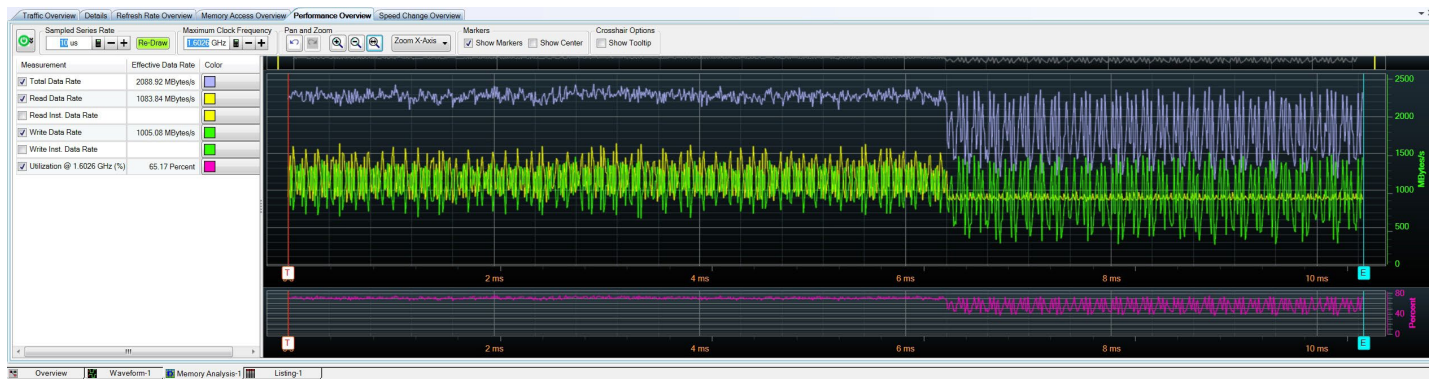 Traffic Overview Details Refresh Rate Overview Memory Access Overview Performance Overview Speed Change Overview
Sampled Series Rate Maximum Clock Frequency Pan and Zoom Markers Crosshair Options
10 us Re-Draw 1.6026 GHz Zoom X-Axis Show Markers Show Center Show Tooltip
Measurement Effective Data Rate Color
Total Data Rate 2088.92 MBytes/s
Read Data Rate 1083.84 MBytes/s
Read Inst. Data Rate
Write Data Rate 1005.08 MBytes/s
Write Inst. Data Rate
Utilization @ 1.6026 GHz (%) 65.17 Percent
2500
2000
1500
1000
500
0
MBytes/s
T 2 ms 4 ms 6 ms 8 ms 10 ms E
80
40
0
Percent
T 2 ms 4 ms 6 ms 8 ms 10 ms E
Overview Waveform-1 Memory Analysis-1 Listing-1